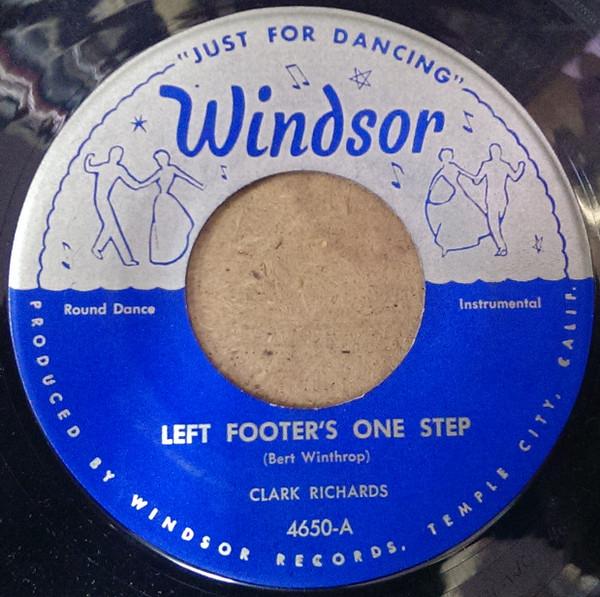 "JUST FOR DANCING"
Windsor
Round Dance
Instrumental
LEFT FOOTER'S ONE STEP
(Bert Winthrop)
CLARK RICHARDS
4650-A
PRODUCED BY WINDSOR RECORDS, TEMPLE CITY, CALIF.